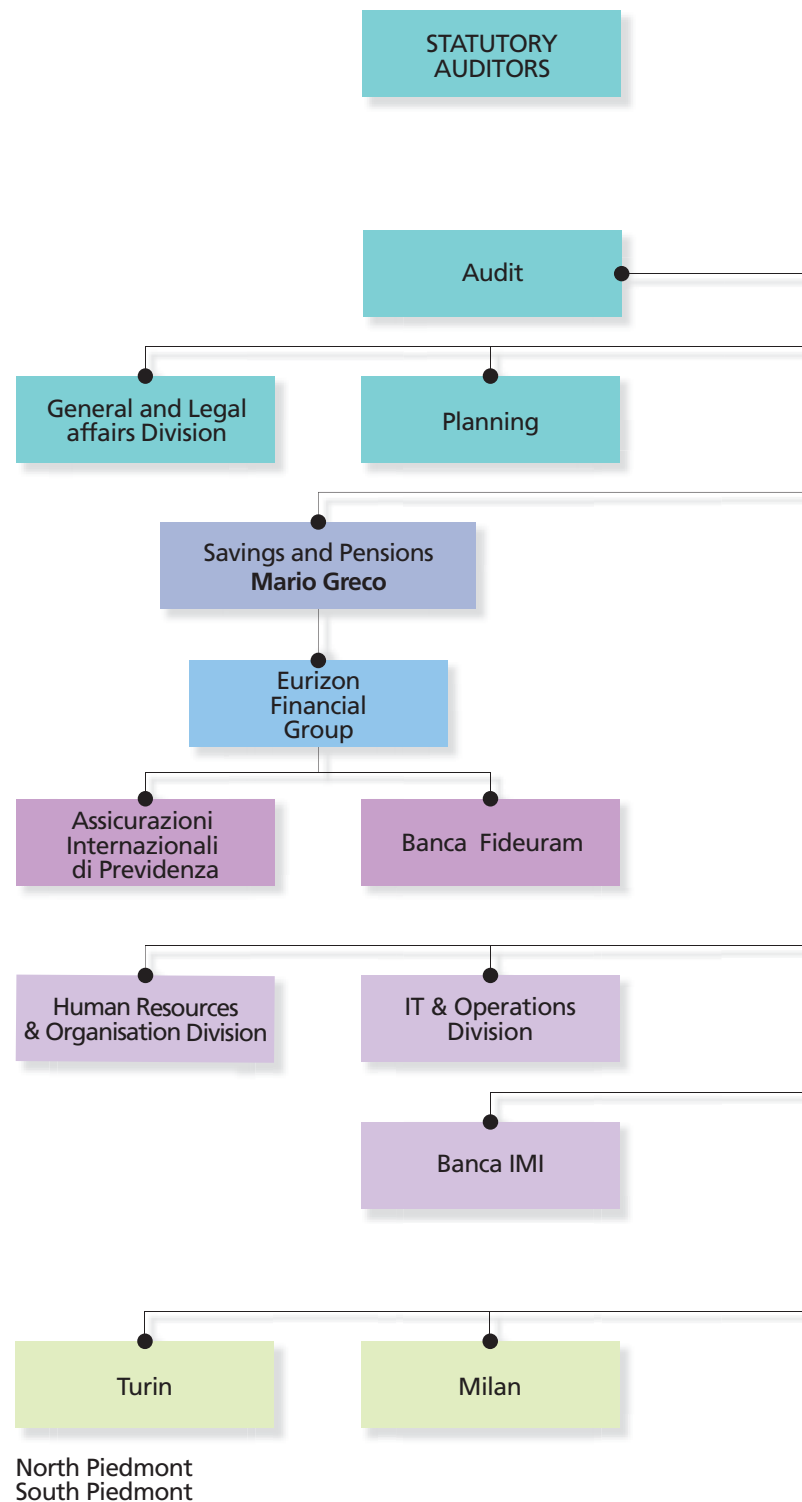 STATUTORY
AUDITORS
Audit
General and Legal
affairs Division
Planning
Savings and Pensions
Mario Greco
Eurizon
Financial
Group
Assicurazioni
Internazionali
di Previdenza
Banca Fideuram
Human Resources
& Organisation Division
IT & Operations
Division
Banca IMI
Turin
Milan
North Piedmont
South Piedmont